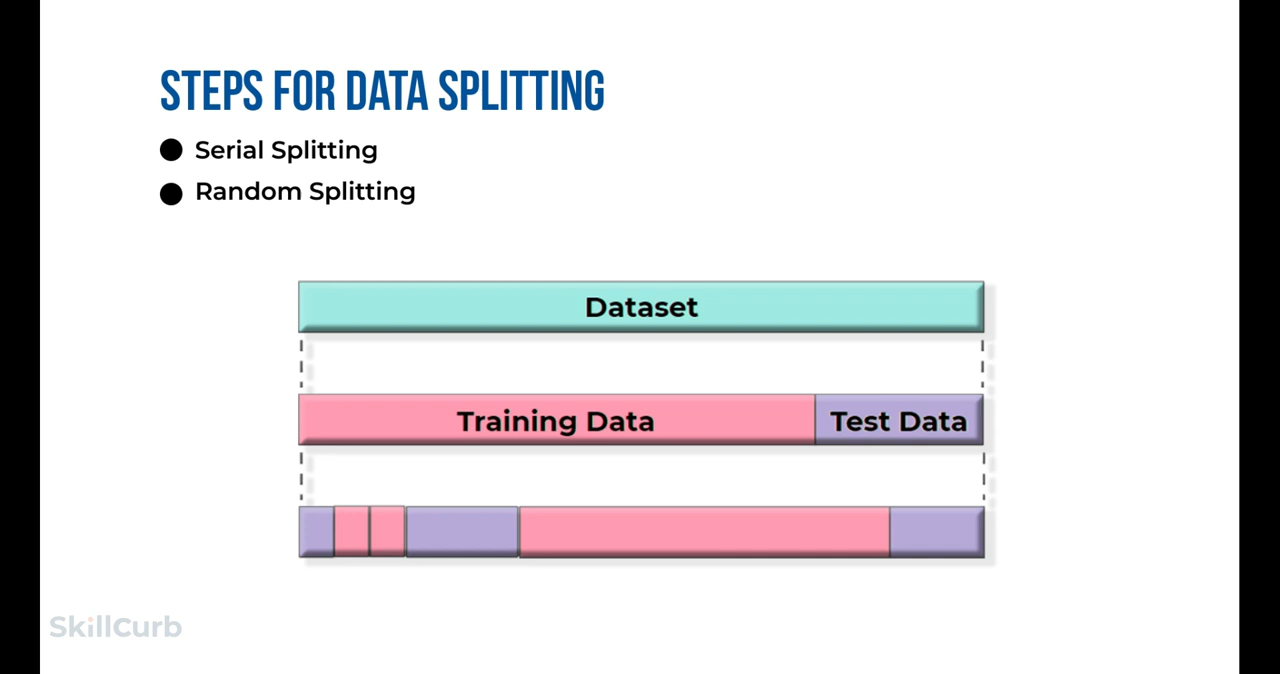 STEPS FOR DATA SPLITTING
Serial Splitting
Random Splitting
Dataset
Training Data
Test Data
SkillCurb